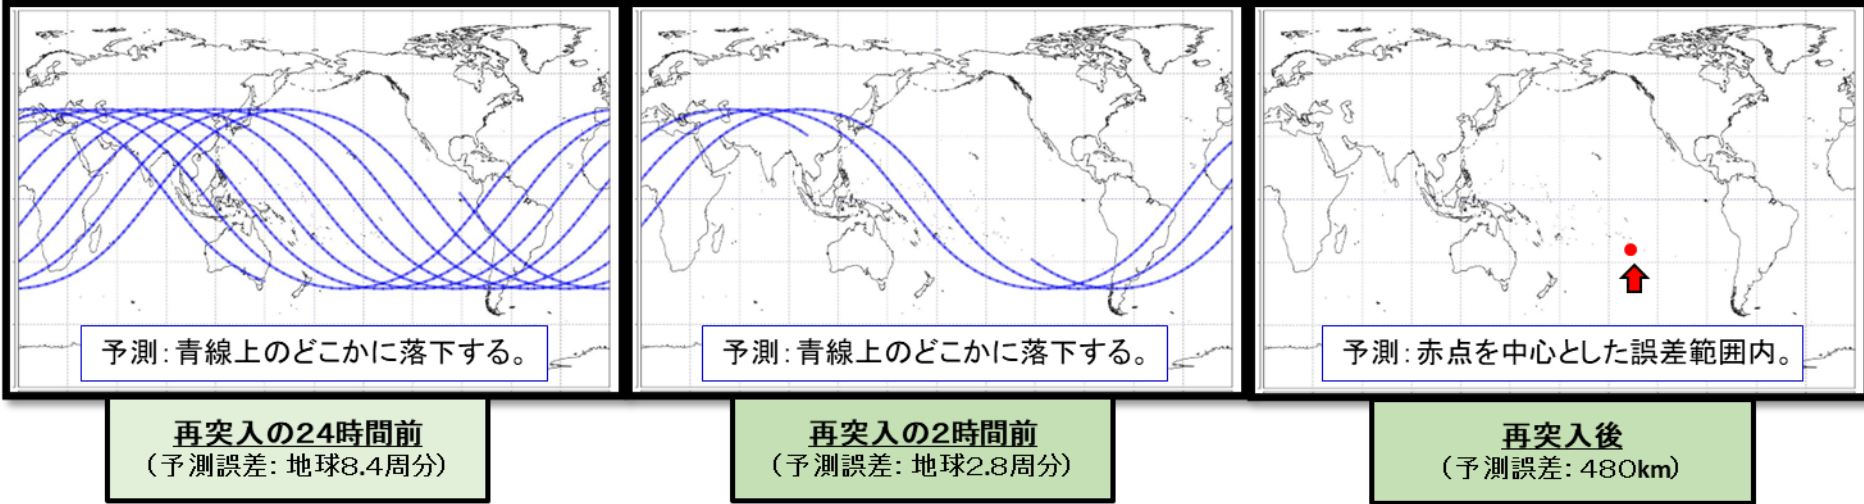 予測:青線上のどこかに落下する。
予測:青線上のどこかに落下する。
予測:赤点を中心とした誤差範囲内。
再突入の24時間前
(予測誤差: 地球8.4周分)
再突入の2時間前
(予測誤差: 地球2.8周分)
再突入後
(予測誤差: 480km)